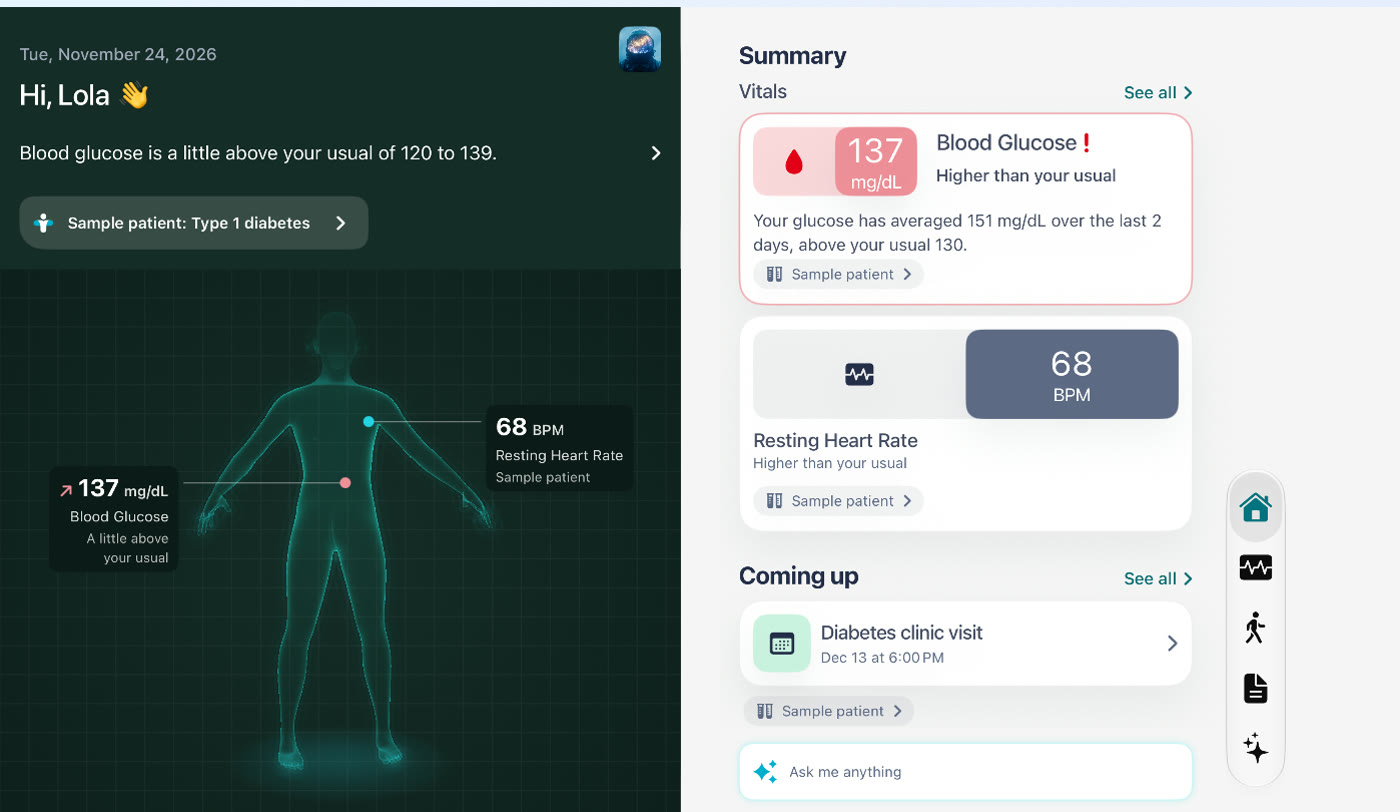 Tue, November 24, 2026
Hi, Lola 👋
Blood glucose is a little above your usual of 120 to 139.
Sample patient: Type 1 diabetes
68 BPM
Resting Heart Rate
Sample patient
137 mg/dL
Blood Glucose
A little above
your usual
Summary
Vitals
See all
137
mg/dL
Blood Glucose❗
Higher than your usual
Your glucose has averaged 151 mg/dL over the last 2
days, above your usual 130.
Sample patient
68
BPM
Resting Heart Rate
Higher than your usual
Sample patient
Coming up
See all
Diabetes clinic visit
Dec 13 at 6:00 PM
Sample patient
Ask me anything